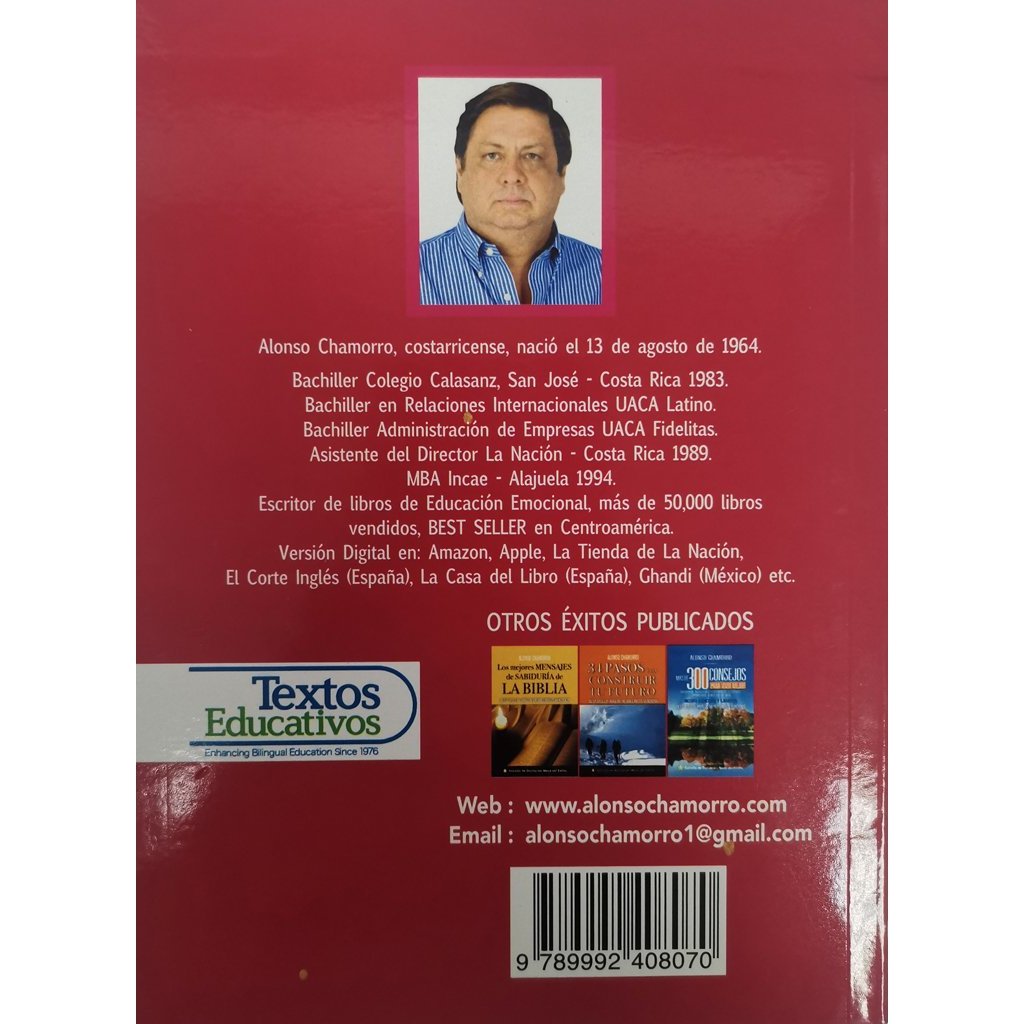 Alonso Chamorro, costarricense, nació el 13 de agosto de 1964.
Bachiller Colegio Calasanz, San José - Costa Rica 1983.
Bachiller en Relaciones Internacionales UACA Latino.
Bachiller Administración de Empresas UACA Fidelitas.
Asistente del Director La Nación - Costa Rica 1989.
MBA Incae - Alajuela 1994.
Escritor de libros de Educación Emocional, más de 50,000 libros
vendidos, BEST SELLER en Centroamérica.
Versión Digital en: Amazon, Apple, La Tienda de La Nación,
El Corte Inglés (España), La Casa del Libro (España), Ghandi (México) etc.
OTROS ÉXITOS PUBLICADOS
ALONSO CHAMORRO
Los mejores MENSAJES
de SABIDURÍA de
LA BIBLIA
ALONSO CHAMORRO
31 PASOS
CONSTRUIR
TU FUTURO
ALONSO CHAMORRO
300 CONSEJOS
Textos
Educativos
Enhancing Bilingual Education Since 1976
Web : www.alonsochamorro.com
Email : alonsochamorro1@gmail.com
9 789992 408070